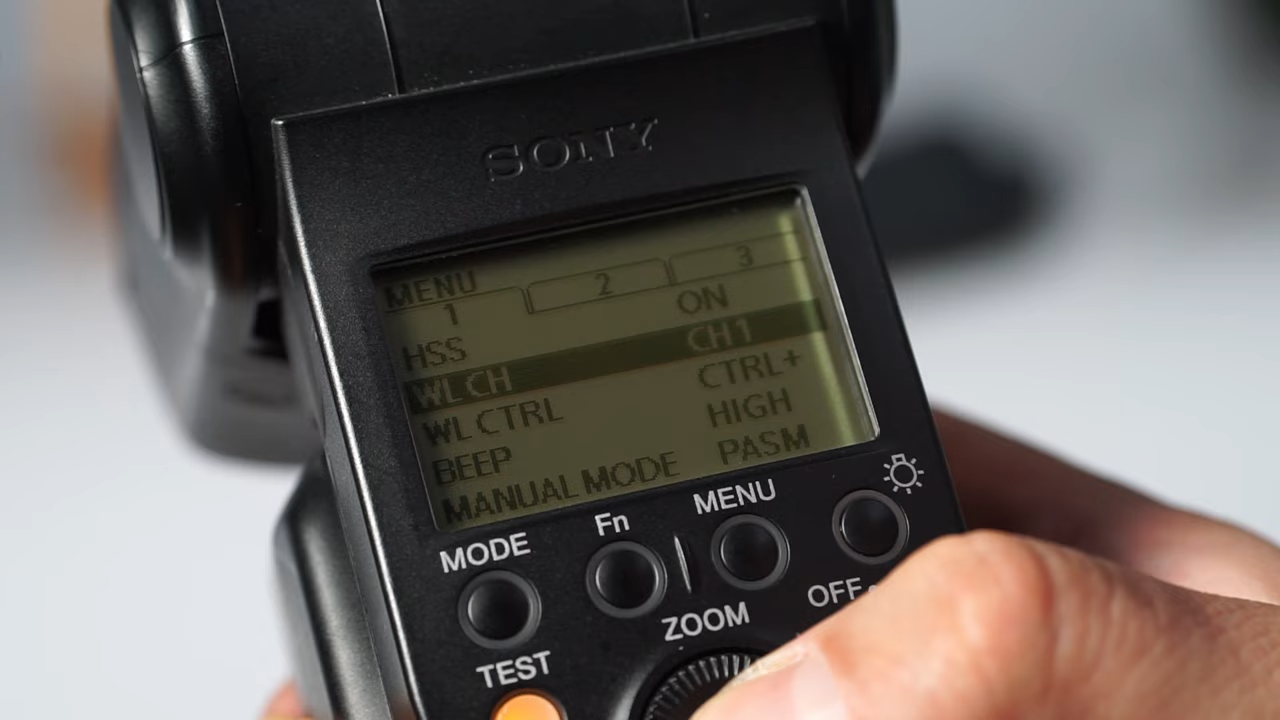 SONY
MENU
1 2 3
HSS ON
WL CH CH1
WL CTRL CTRL+
BEEP HIGH
MANUAL MODE PASM
MODE Fn MENU
TEST ZOOM OFF